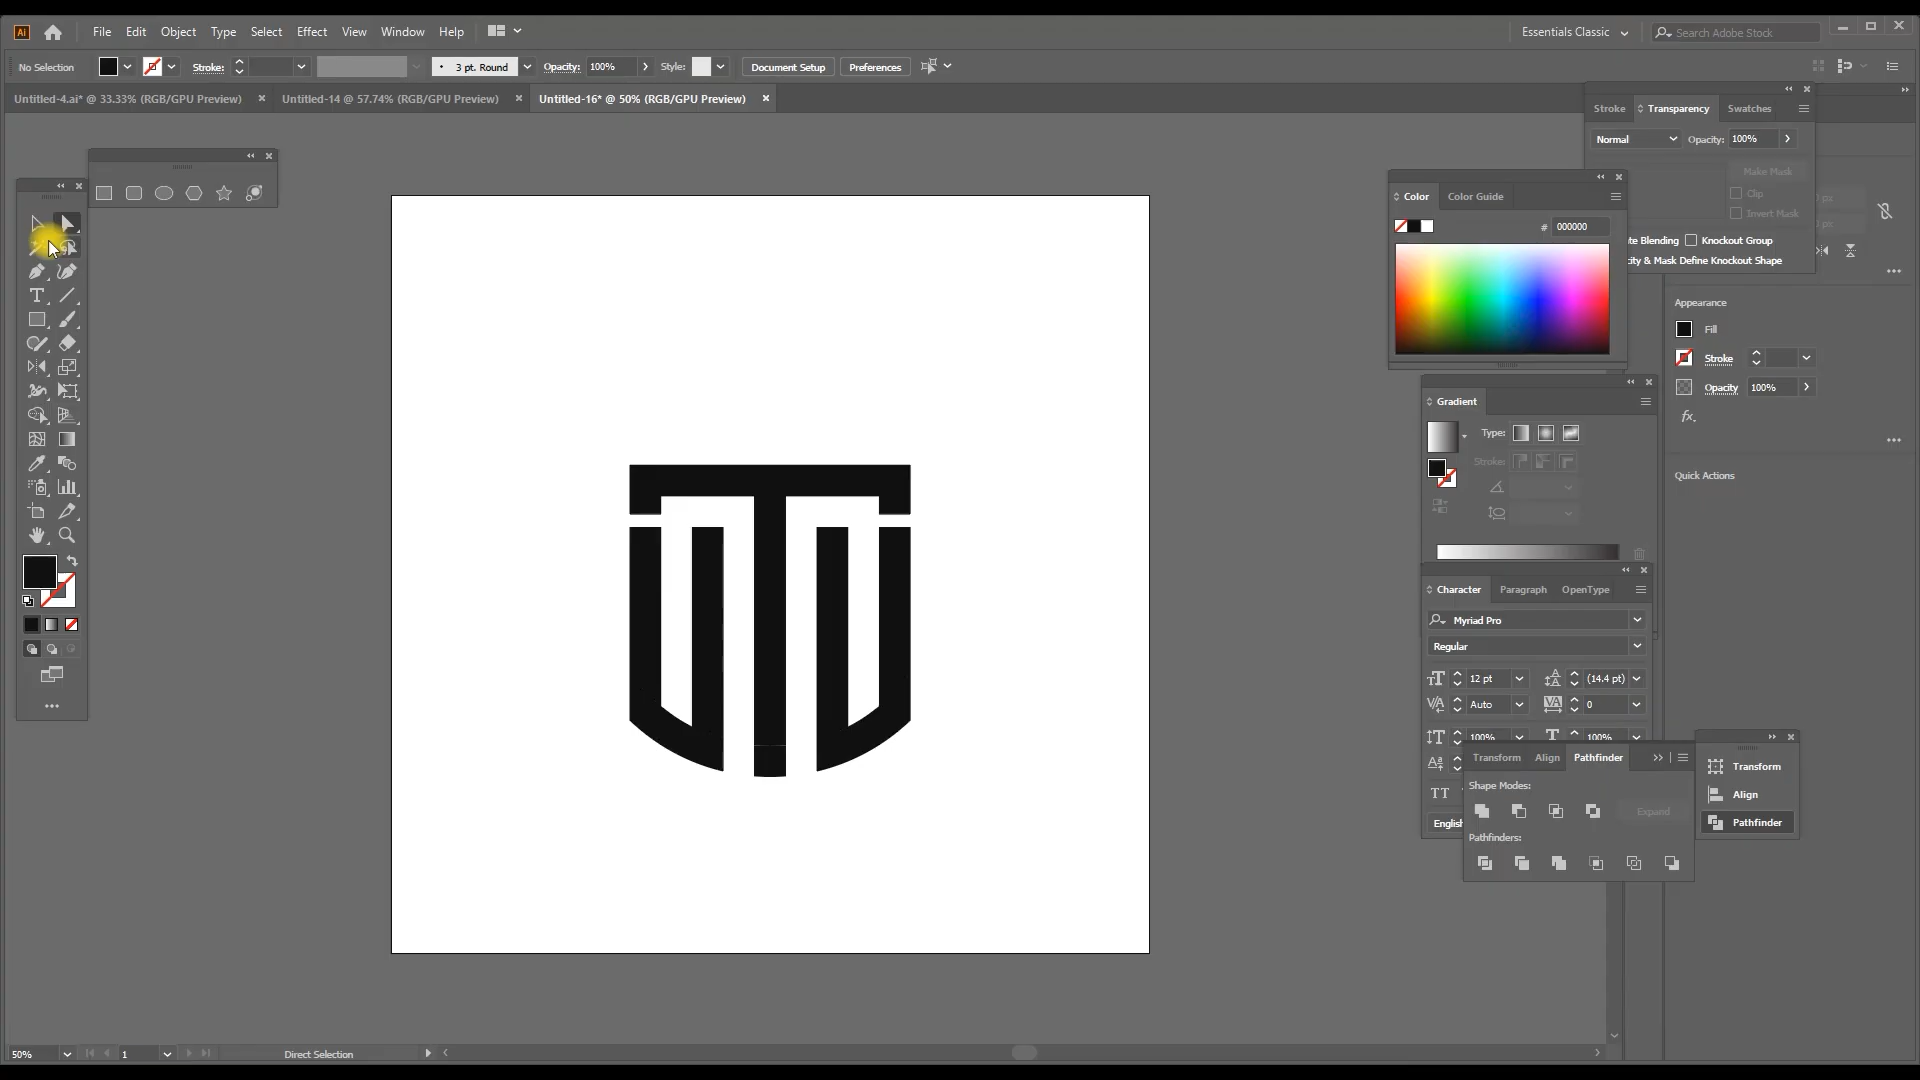 Ai File Edit Object Type Select Effect View Window Help Essentials Classic Search Adobe Stock
No Selection Stroke: 3 pt. Round Opacity: 100% Style: Document Setup Preferences
Untitled-4.ai* @ 33.33% (RGB/GPU Preview) Untitled-14 @ 57.74% (RGB/GPU Preview) Untitled-16* @ 50% (RGB/GPU Preview)
Stroke Transparency Swatches
Normal Opacity: 100%
Make Mask
Clip
Invert Mask
Color Color Guide
# 000000
Blending Knockout Group
& Mask Define Knockout Shape
Appearance
Fill
Stroke
Opacity 100%
fx.
Quick Actions
Gradient
Type:
Stroke:
Character Paragraph OpenType
Myriad Pro
Regular
12 pt (14.4 pt)
Auto 0
100% 100%
English
Transform Align Pathfinder
Shape Modes:
Expand
Pathfinders:
Transform
Align
Pathfinder
50% 1 Direct Selection